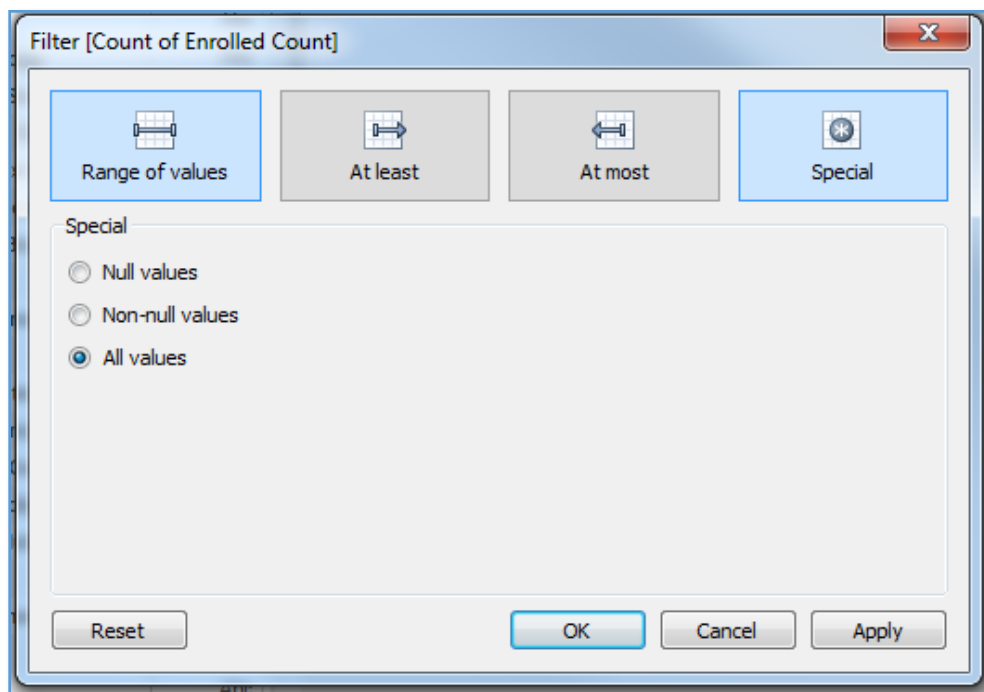 Filter [Count of Enrolled Count]
Range of values
At least
At most
Special
Special
Null values
Non-null values
All values
Reset
OK
Cancel
Apply